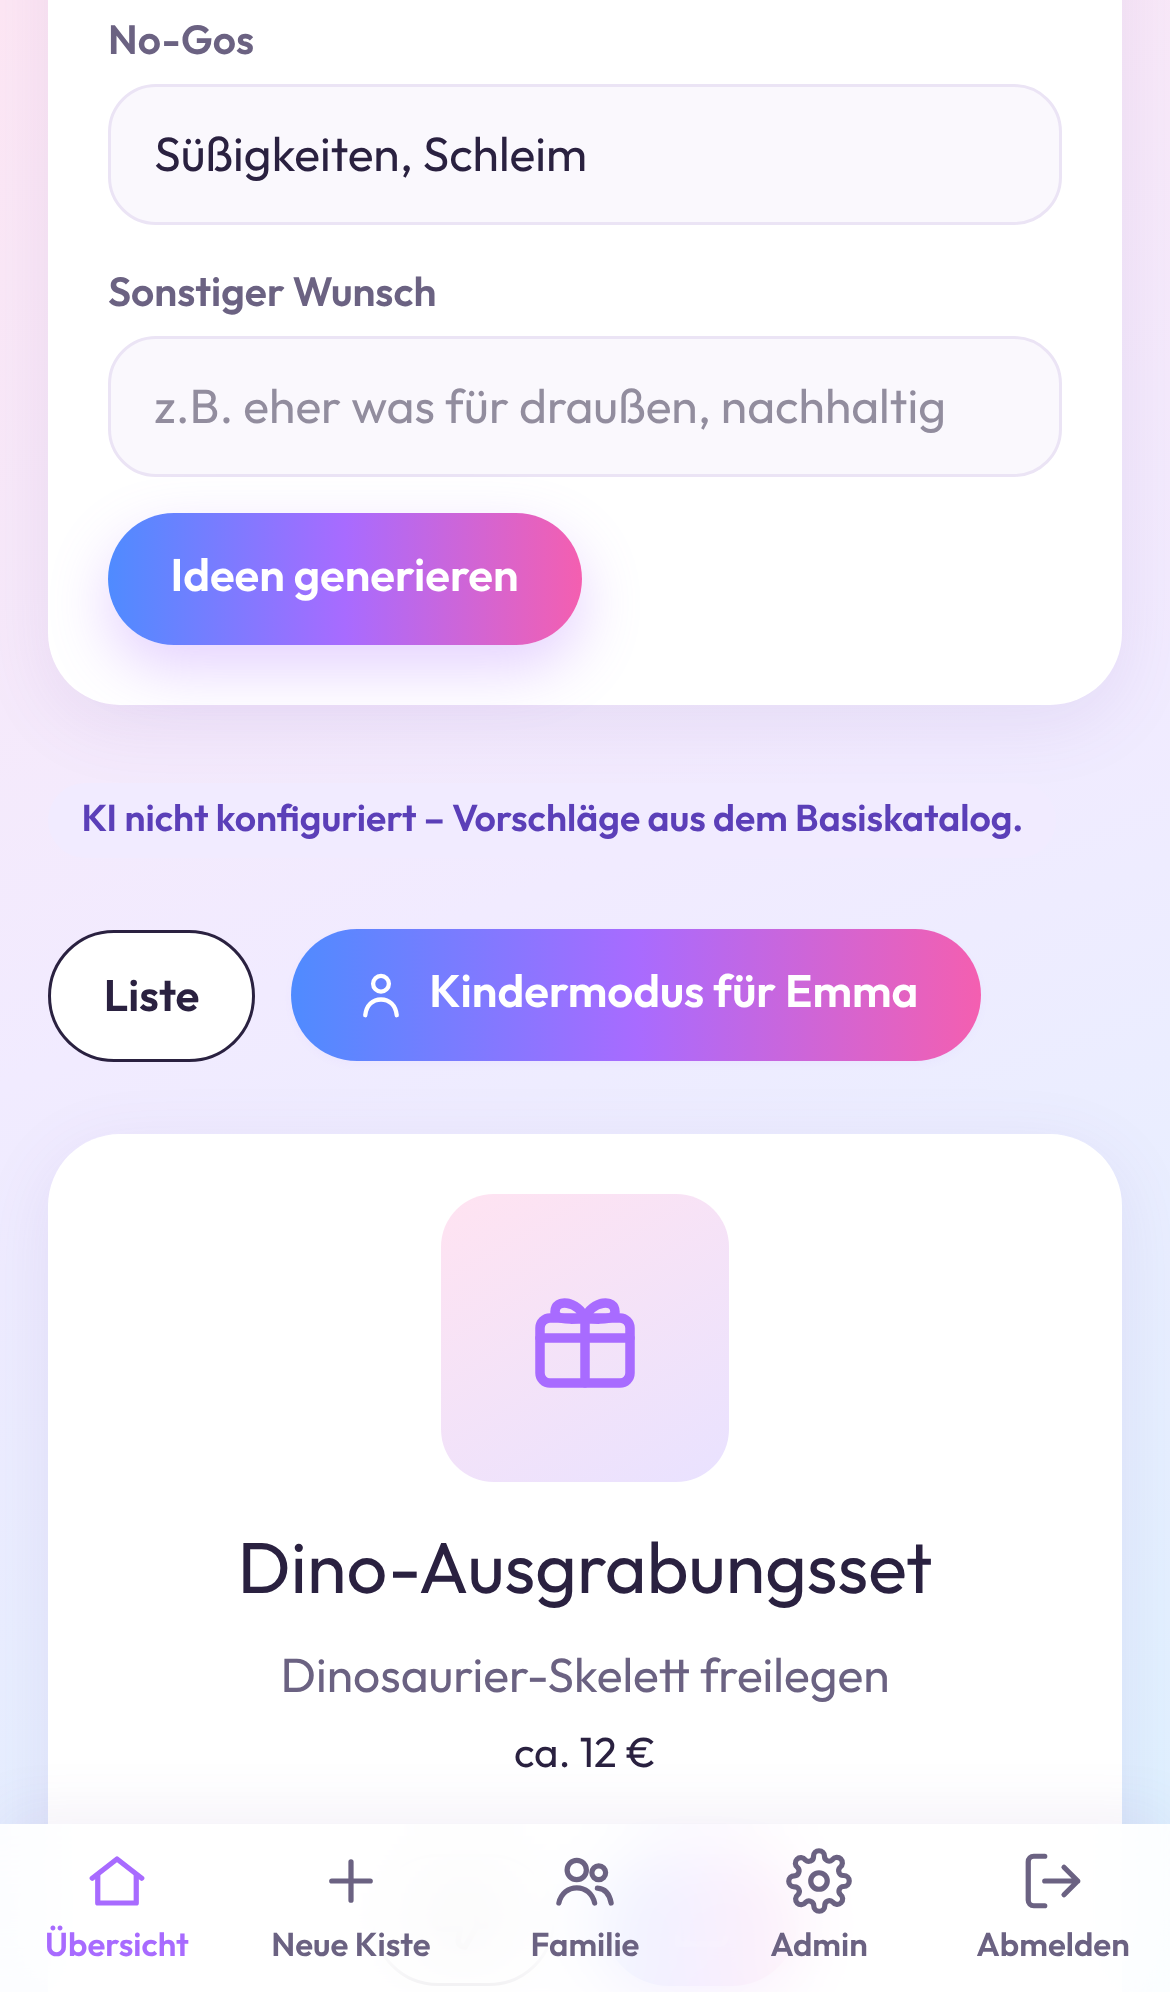 No-Gos
Süßigkeiten, Schleim
Sonstiger Wunsch
z.B. eher was für draußen, nachhaltig
Ideen generieren
KI nicht konfiguriert – Vorschläge aus dem Basiskatalog.
Liste
Kindermodus für Emma
Dino-Ausgrabungsset
Dinosaurier-Skelett freilegen
ca. 12 €
Übersicht
Neue Kiste
Familie
Admin
Abmelden